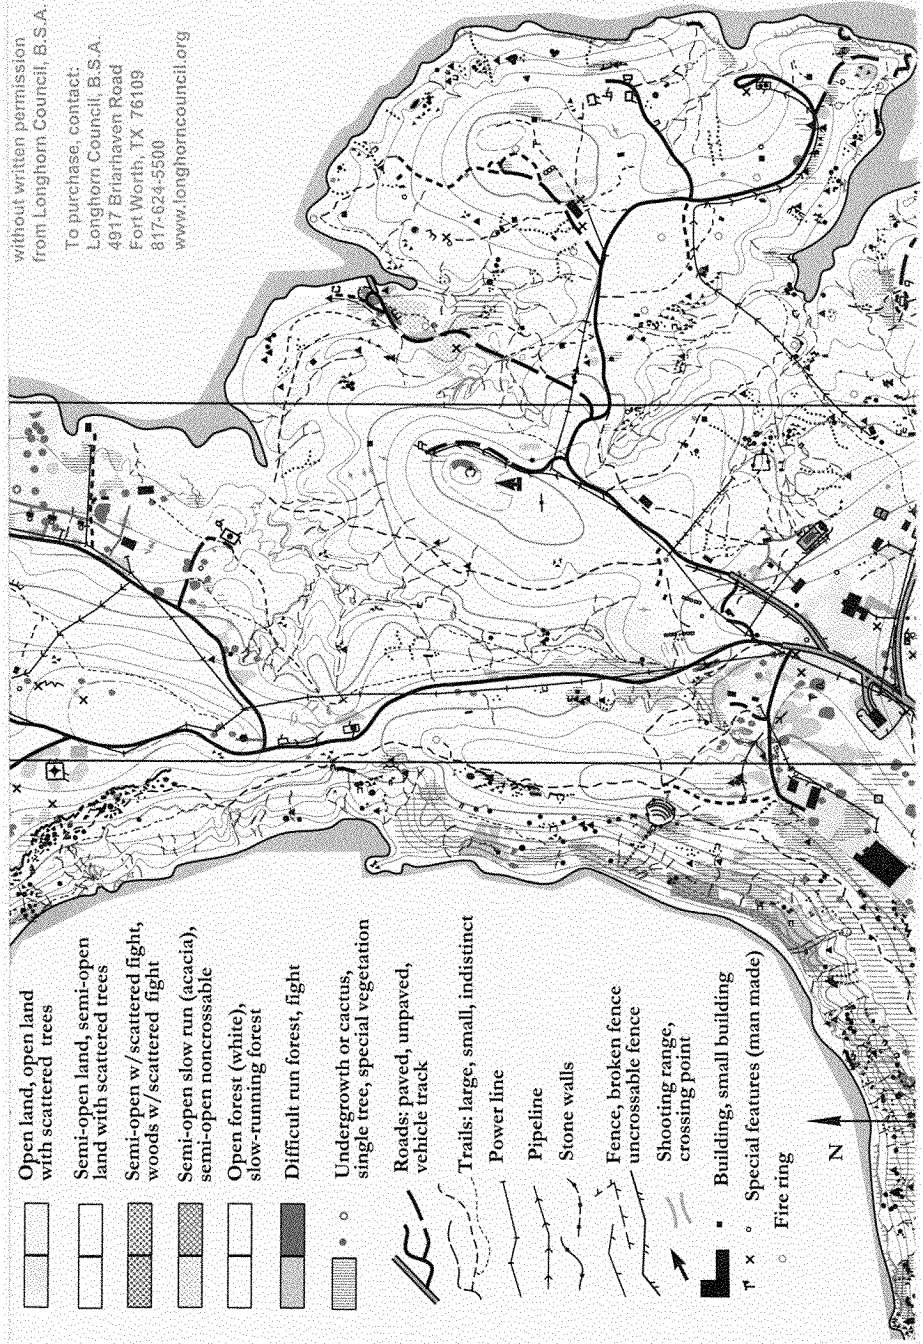 without written permission
from Longhorn Council, B.S.A.
To purchase, contact:
Longhorn Council, B.S.A.
4917 Briarhaven Road
Fort Worth, TX 76109
817-624-5500
www.longhorncouncil.org
Open land, open land
with scattered trees
Semi-open land, semi-open
land with scattered trees
Semi-open w/scattered fight,
woods w/scattered fight
Semi-open slow run (acacia),
semi-open noncrossable
Open forest (white),
slow-running forest
Difficult run forest, fight
Undergrowth or cactus,
single tree, special vegetation
Roads: paved, unpaved,
vehicle track
Trails: large, small, indistinct
Power line
Pipeline
Stone walls
Fence, broken fence
uncrossable fence
Shooting range,
crossing point
Building, small building
Special features (man made)
Fire ring
N